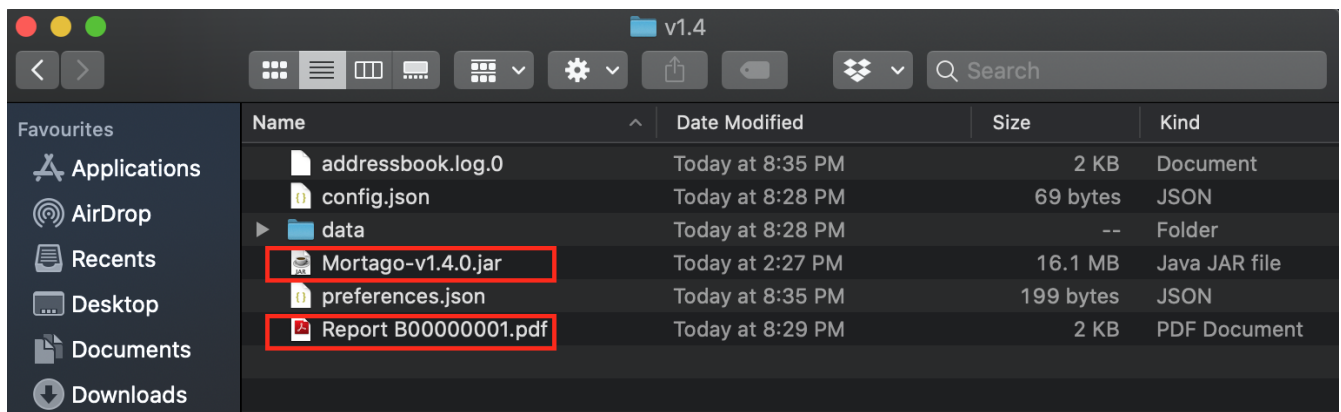 v1.4
Search
Favourites
Name Date Modified Size Kind
Applications
addressbook.log.0 Today at 8:35 PM 2 KB Document
config.json Today at 8:28 PM 69 bytes JSON
AirDrop
data Today at 8:28 PM -- Folder
Recents
Mortago-v1.4.0.jar Today at 2:27 PM 16.1 MB Java JAR file
Desktop
preferences.json Today at 8:35 PM 199 bytes JSON
Report B00000001.pdf Today at 8:29 PM 2 KB PDF Document
Documents
Downloads